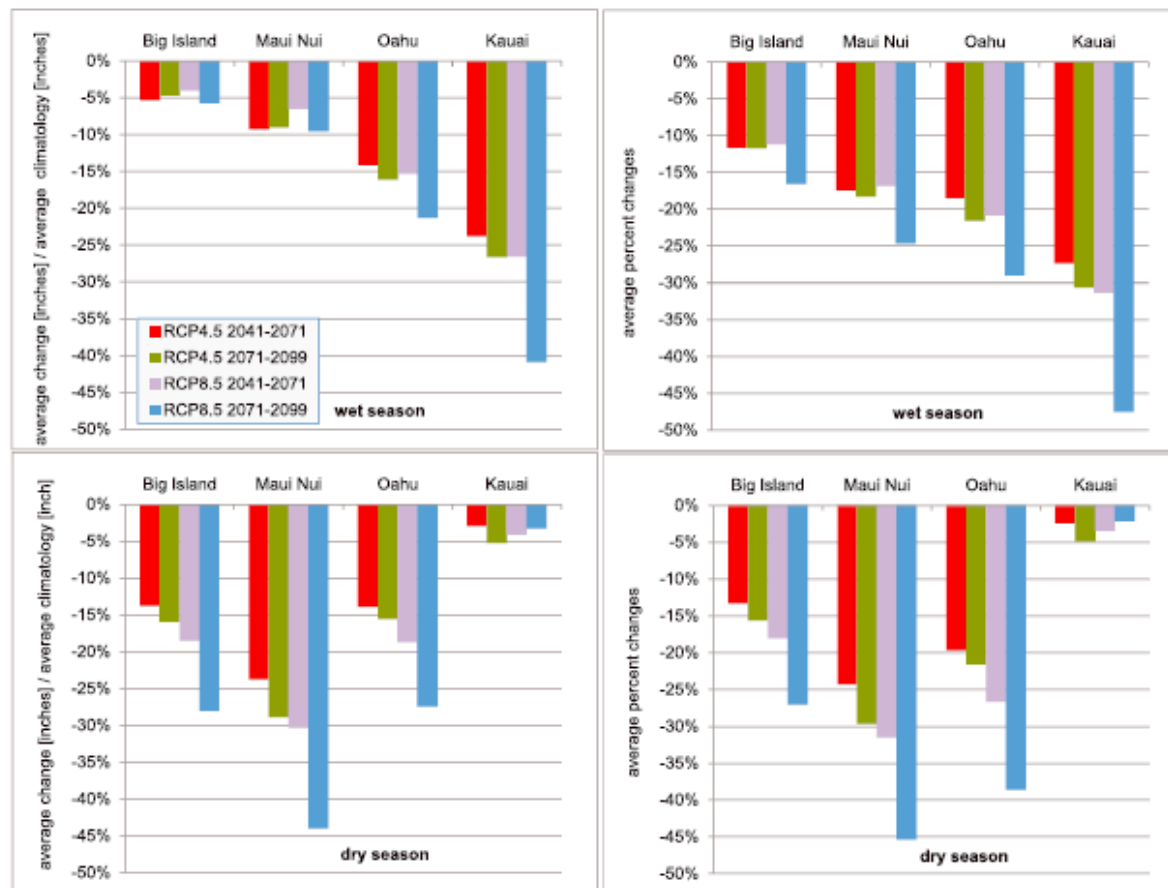 Big Island Maui Nui Oahu Kauai
0%
-5%
-10%
-15%
-20%
-25%
-30%
-35%
-40%
-45%
-50%
average change [inches] / average climatology [inches]
RCP4.5 2041-2071
RCP4.5 2071-2099
RCP8.5 2041-2071
RCP8.5 2071-2099
wet season
Big Island Maui Nui Oahu Kauai
0%
-5%
-10%
-15%
-20%
-25%
-30%
-35%
-40%
-45%
-50%
average percent changes
wet season
Big Island Maui Nui Oahu Kauai
0%
-5%
-10%
-15%
-20%
-25%
-30%
-35%
-40%
-45%
-50%
average change [inches] / average climatology [inch]
dry season
Big Island Maui Nui Oahu Kauai
0%
-5%
-10%
-15%
-20%
-25%
-30%
-35%
-40%
-45%
-50%
average percent changes
dry season